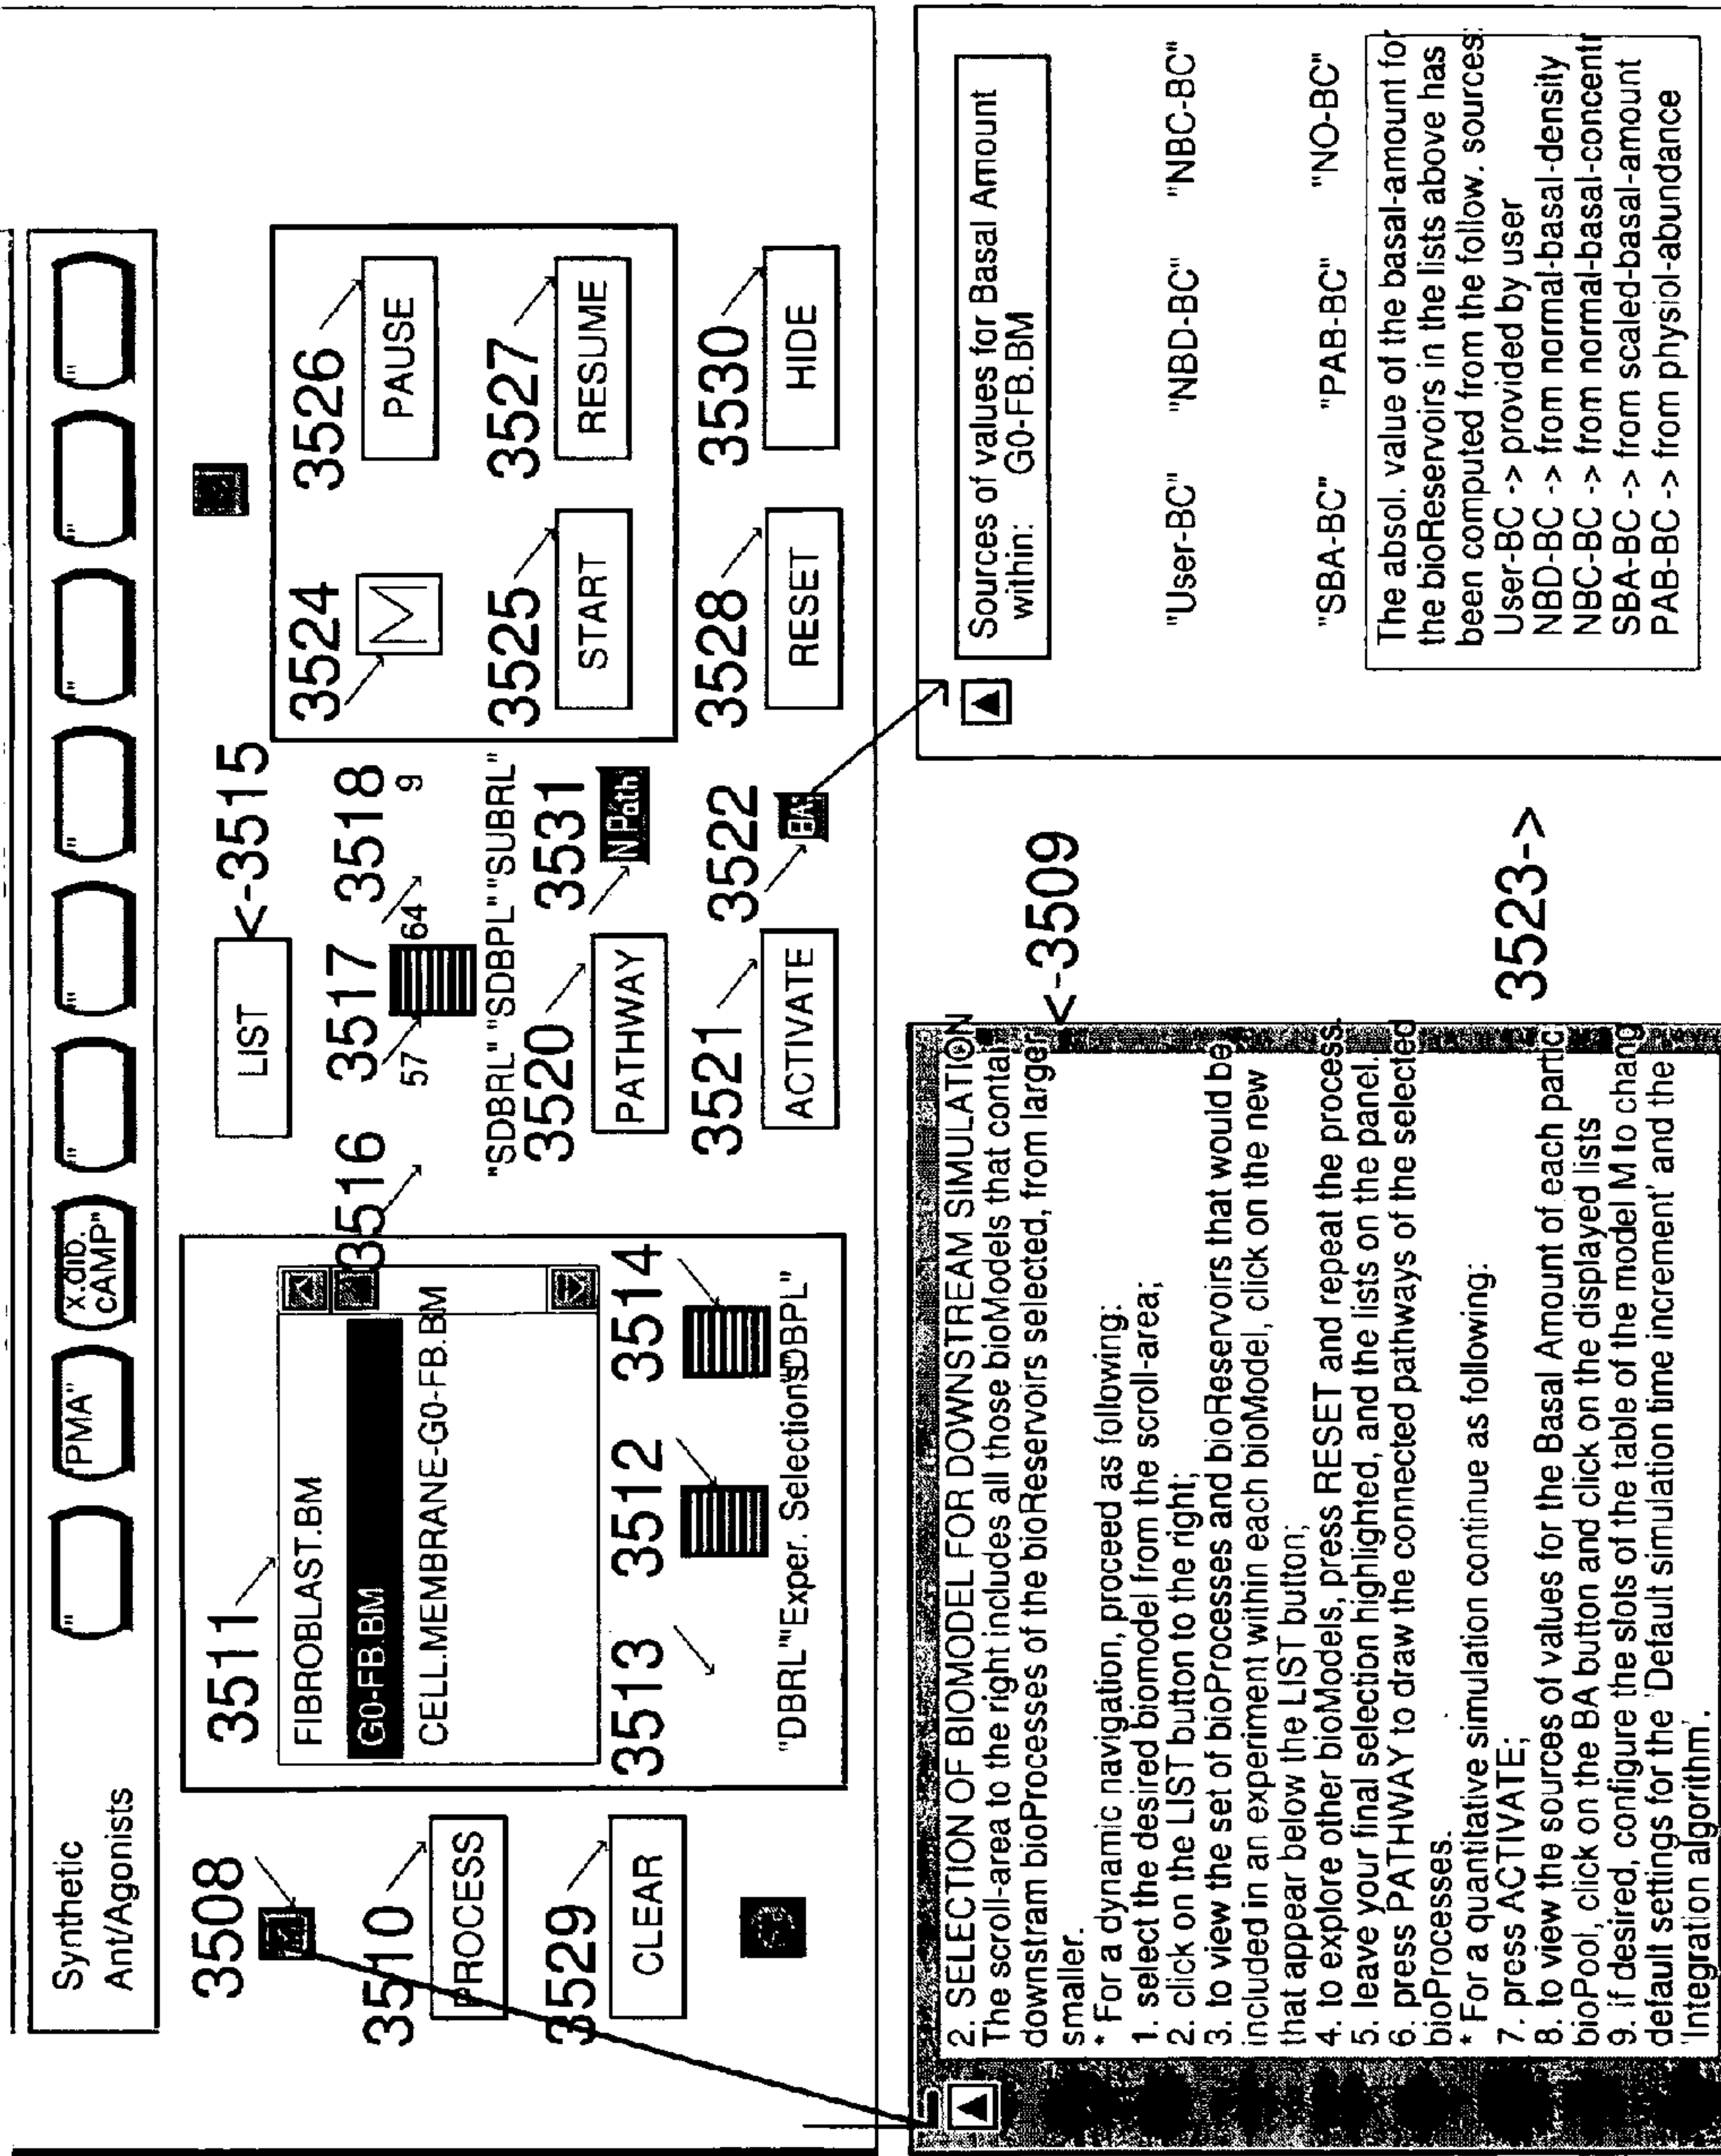 Synthetic
Ant/Agonists
"
"PMA"
"x.dib.
cAMP"
"
"
"
"
"
"
3508
3510
PROCESS
3529
CLEAR
3511
FIBROBLAST.BM
G0-FB.BM
CELL.MEMBRANE-G0-FB.BM
3513
3512
3514
"DBRL"
"Exper. Selections"
"DBPL"
LIST
<-3515
3516
3517
3518
57
64
9
"SDBRL"
"SDBPL"
"SUBRL"
3520
PATHWAY
3531
N.Path
3521
ACTIVATE
3522
BA
3524
M
3526
PAUSE
3525
START
3527
RESUME
3528
RESET
3530
HIDE
2. SELECTION OF BIOMODEL FOR DOWNSTREAM SIMULATION
The scroll-area to the right includes all those bioModels that contai
downstram bioProcesses of the bioReservoirs selected, from larger
smaller.
* For a dynamic navigation, proceed as following:
1. select the desired biomodel from the scroll-area;
2. click on the LIST button to the right;
3. to view the set of bioProcesses and bioReservoirs that would be
included in an experiment within each bioModel, click on the new
that appear below the LIST button;
4. to explore other bioModels, press RESET and repeat the process.
5. leave your final selection highlighted, and the lists on the panel.
6. press PATHWAY to draw the connected pathways of the selected
bioProcesses.
* For a quantitative simulation continue as following:
7. press ACTIVATE;
8. to view the sources of values for the Basal Amount of each partic
bioPool, click on the BA button and click on the displayed lists
9. if desired, configure the slots of the table of the model M to chang
default settings for the 'Default simulation time increment' and the
'Integration algorithm'.
<-3509
3523->
Sources of values for Basal Amount
within: G0-FB.BM
"User-BC"
"NBD-BC"
"NBC-BC"
"SBA-BC"
"PAB-BC"
"NO-BC"
The absol. value of the basal-amount for
the bioReservoirs in the lists above has
been computed from the follow. sources:
User-BC -> provided by user
NBD-BC -> from normal-basal-density
NBC-BC -> from normal-basal-concentr
SBA-BC -> from scaled-basal-amount
PAB-BC -> from physiol-abundance